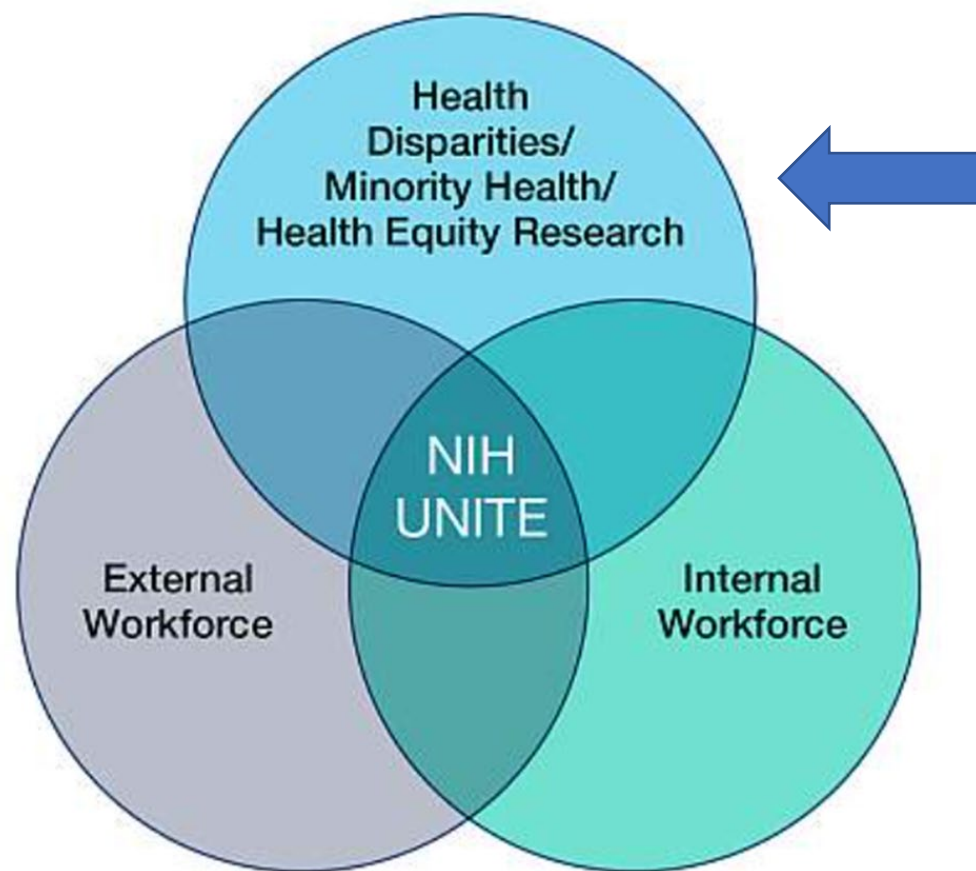 Health
Disparities/
Minority Health/
Health Equity Research
NIH
UNITE
External
Workforce
Internal
Workforce